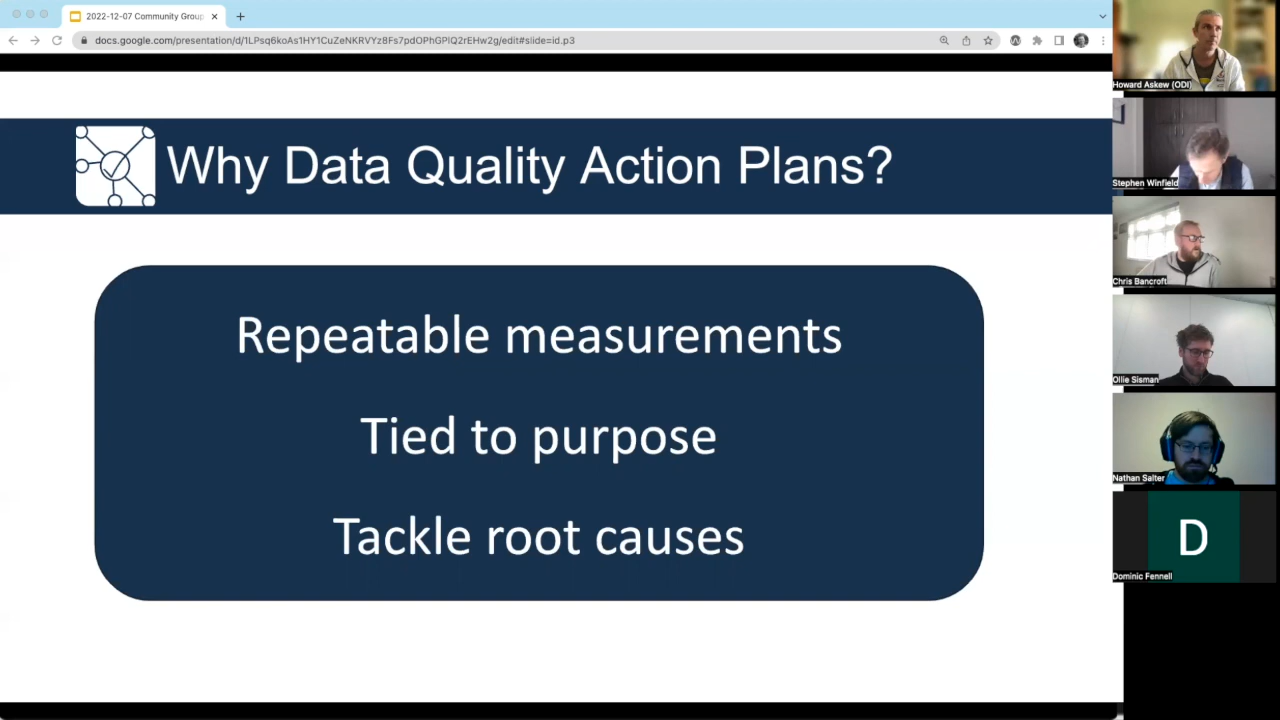 2022-12-07 Community Group
docs.google.com/presentation/d/1LPsq6koAs1HY1CuZeNKRVYz8Fs7pdOPhGPlQ2rEHw2g/edit#slide=id.p3
Why Data Quality Action Plans?
Repeatable measurements
Tied to purpose
Tackle root causes
Howard Askew (ODI)
Stephen Winfield
Chris Bancroft
Ollie Sisman
Nathan Salter
D
Dominic Fennell